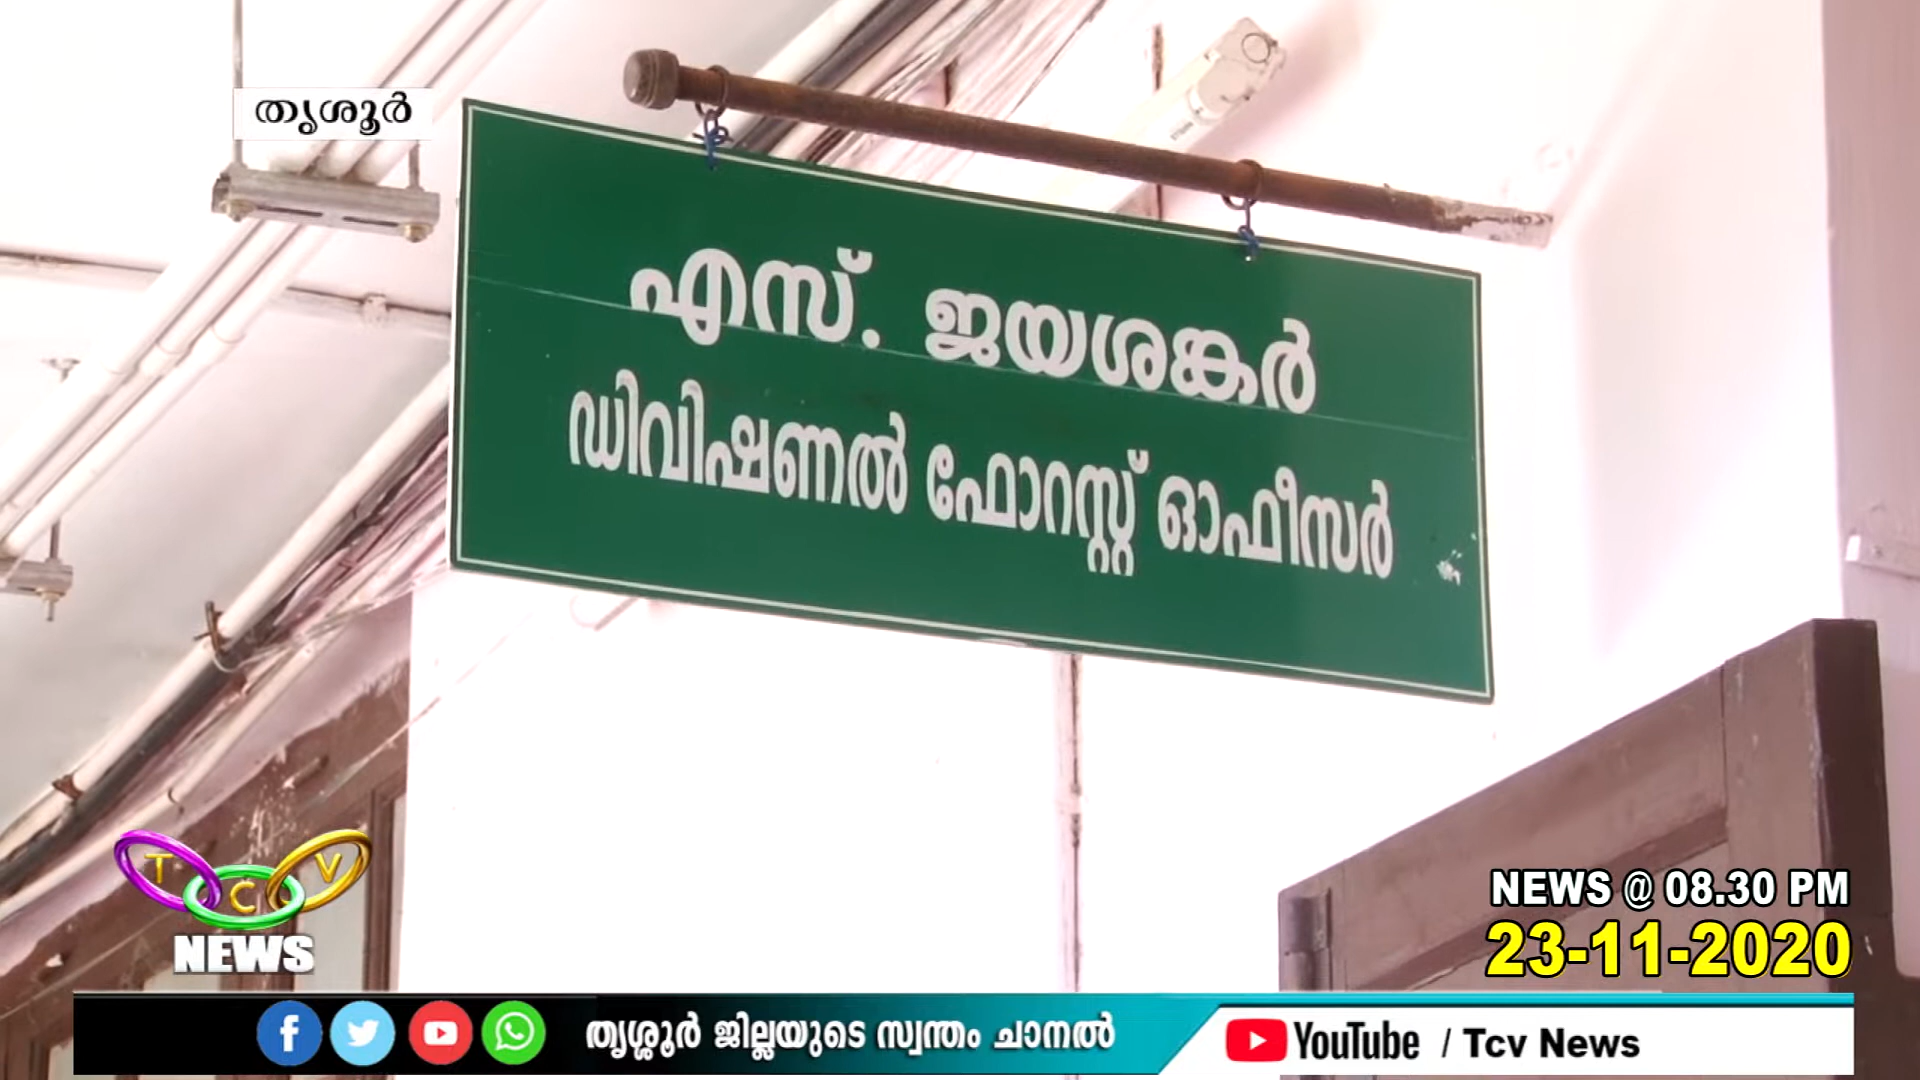 തൃശൂർ
എസ്. ജയശങ്കർ
ഡിവിഷണൽ ഫോറസ്റ്റ് ഓഫീസർ
T C V
NEWS
NEWS @ 08.30 PM
23-11-2020
തൃശ്ശൂർ ജില്ലയുടെ സ്വന്തം ചാനൽ
YouTube / Tcv News